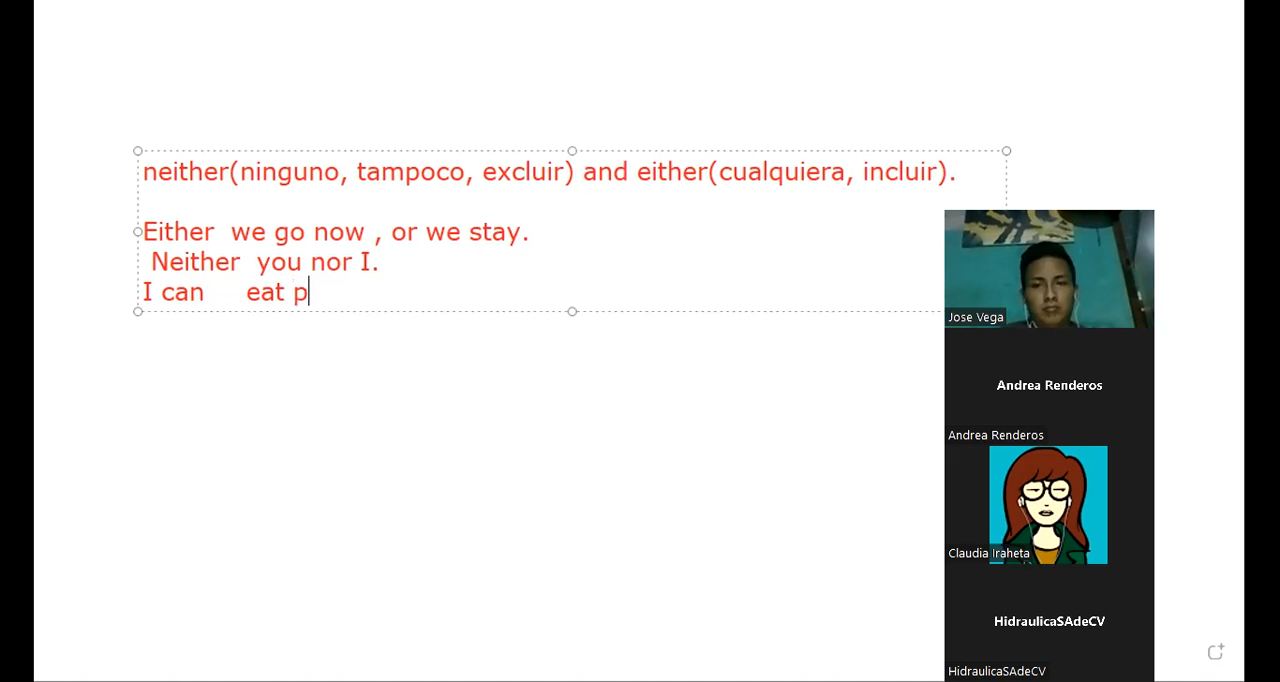 neither(ninguno, tampoco, excluir) and either(cualquiera, incluir).
Either we go now , or we stay.
Neither you nor I.
I can eat p
Jose Vega
Andrea Renderos
Andrea Renderos
Claudia Iraheta
HidraulicaSAdeCV
HidraulicaSAdeCV